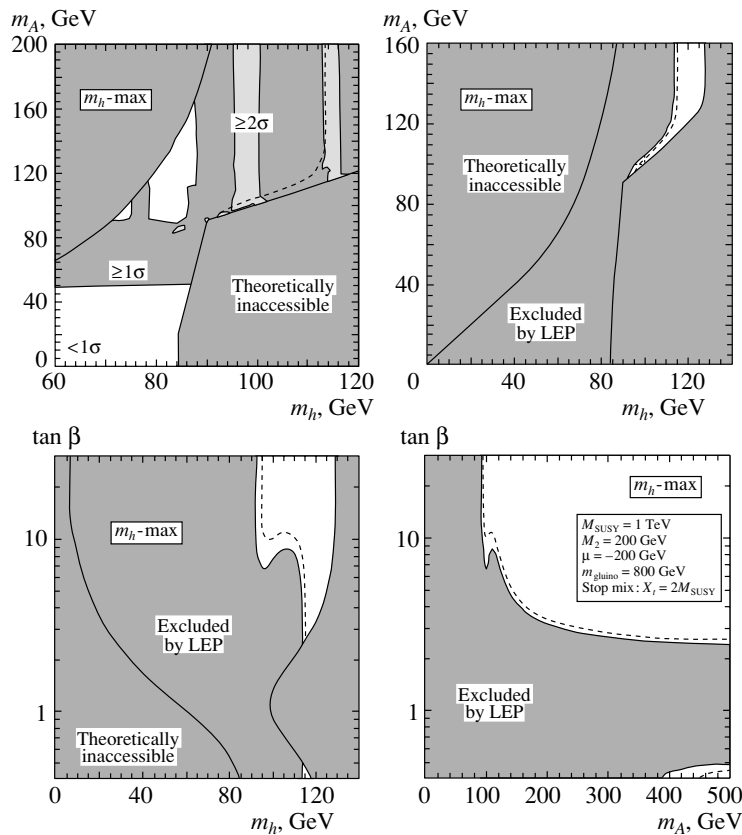 m_A, GeV
200
160
120
80
40
0
m_h-max
≥2σ
≥1σ
<1σ
Theoretically
inaccessible
60
80
100
120
m_h, GeV
m_A, GeV
160
120
80
40
0
m_h-max
Theoretically
inaccessible
Excluded
by LEP
40
80
120
m_h, GeV
tan β
10
1
m_h-max
Excluded
by LEP
Theoretically
inaccessible
0
40
80
120
m_h, GeV
tan β
10
1
m_h-max
M_SUSY = 1 TeV
M_2 = 200 GeV
μ = −200 GeV
m_gluino = 800 GeV
Stop mix: X_t = 2M_SUSY
Excluded
by LEP
0
100
200
300
400
500
m_A, GeV